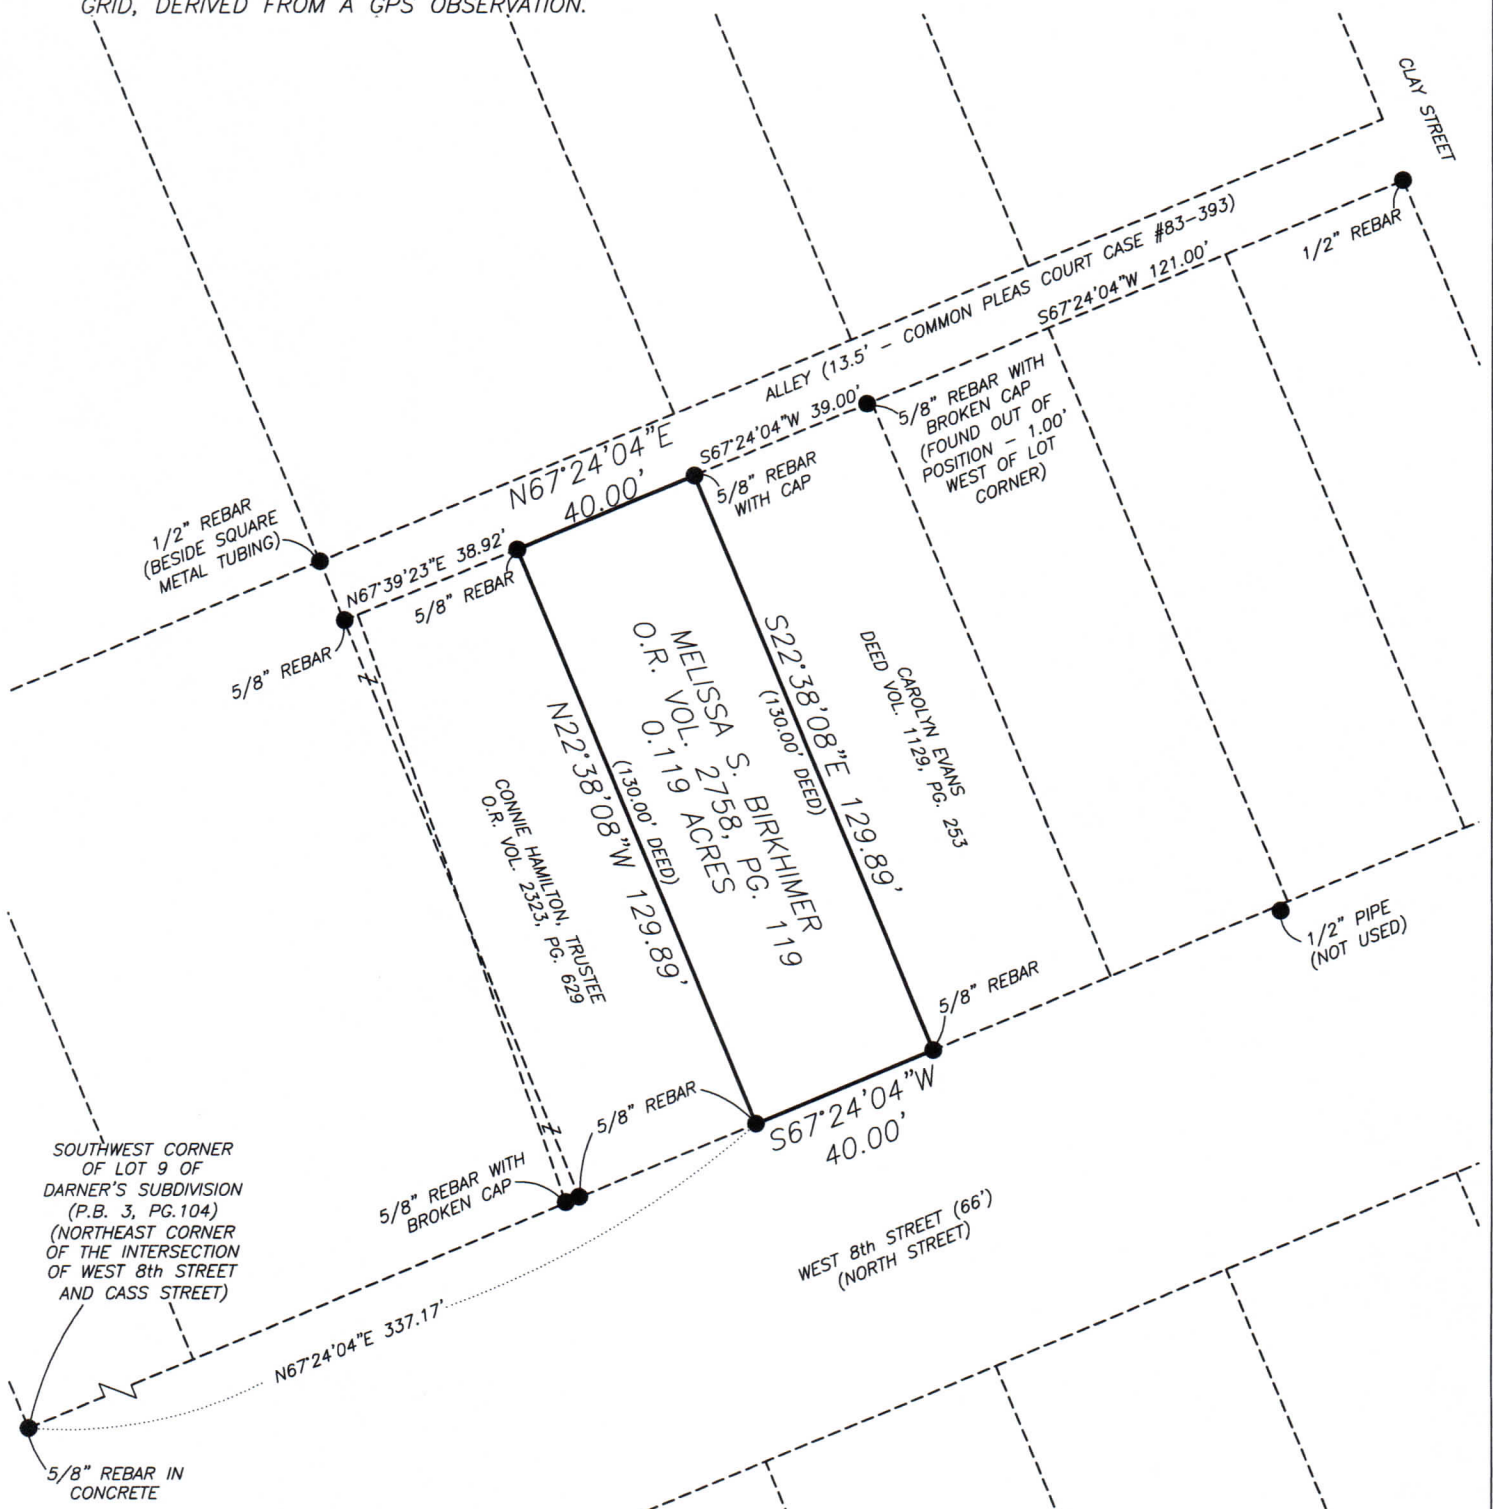 GRID, DERIVED FROM A GPS OBSERVATION.
CLAY STREET
ALLEY (13.5' - COMMON PLEAS COURT CASE #83-393)
S67°24'04"W 121.00'
1/2" REBAR
S67°24'04"W 39.00'
5/8" REBAR WITH
BROKEN CAP
(FOUND OUT OF
POSITION - 1.00'
WEST OF LOT
CORNER)
N67°24'04"E
40.00'
5/8" REBAR
WITH CAP
1/2" REBAR
(BESIDE SQUARE
METAL TUBING)
N67°39'23"E 38.92'
5/8" REBAR
5/8" REBAR
MELISSA S. BIRKHIMER
O.R. VOL. 2758, PG. 119
0.119 ACRES
S22°38'08"E 129.89'
(130.00' DEED)
CAROLYN EVANS
DEED VOL. 1129, PG. 253
N22°38'08"W 129.89'
(130.00' DEED)
CONNIE HAMILTON, TRUSTEE
O.R. VOL. 2323, PG. 629
1/2" PIPE
(NOT USED)
5/8" REBAR
S67°24'04"W
40.00'
5/8" REBAR
5/8" REBAR WITH
BROKEN CAP
SOUTHWEST CORNER
OF LOT 9 OF
DARNER'S SUBDIVISION
(P.B. 3, PG.104)
(NORTHEAST CORNER
OF THE INTERSECTION
OF WEST 8th STREET
AND CASS STREET)
WEST 8th STREET (66')
(NORTH STREET)
N67°24'04"E 337.17'
5/8" REBAR IN
CONCRETE